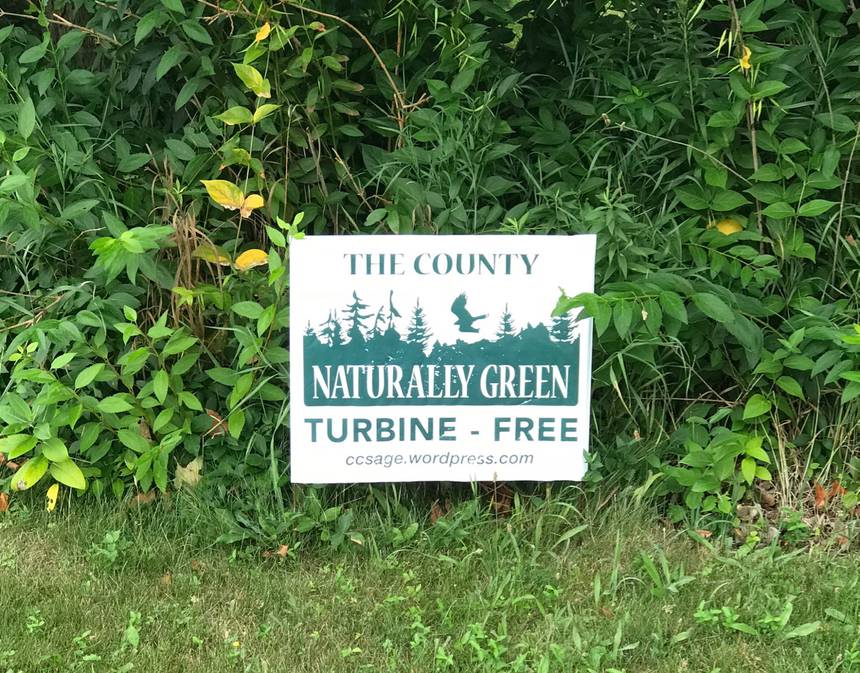 THE COUNTY
NATURALLY GREEN
TURBINE - FREE
ccsage.wordpress.com